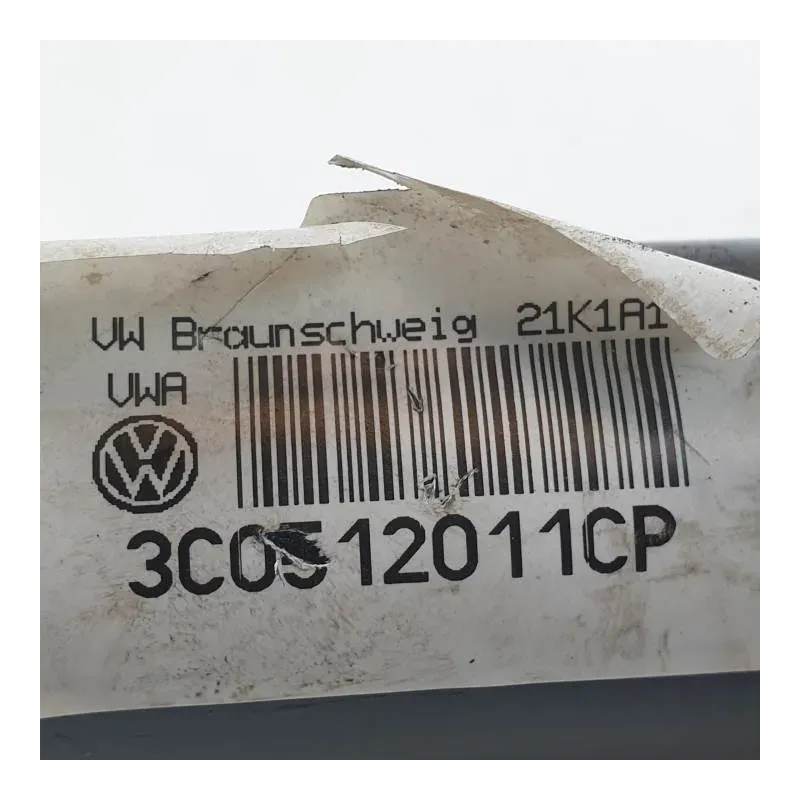 VW Braunschweig 21K1A1
VWA
3C0512011CP